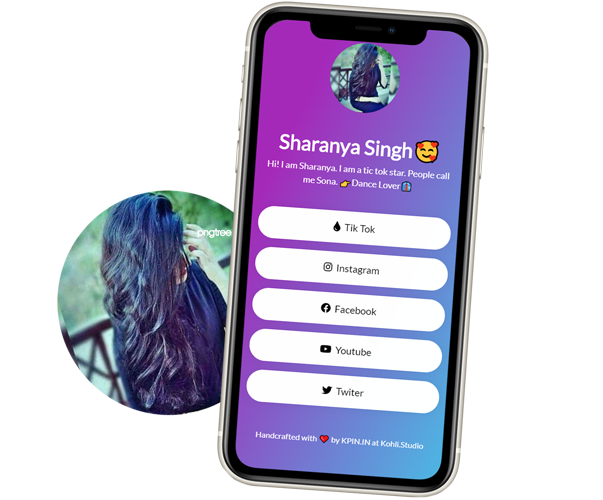 Sharanya Singh 🥰
Hi! I am Sharanya. I am a tic tok star. People call
me Sona. 👉 Dance Lover
Tik Tok
Instagram
Facebook
Youtube
Twiter
Handcrafted with ❤️ by KPIN.IN at Kohli.Studio
pngtree